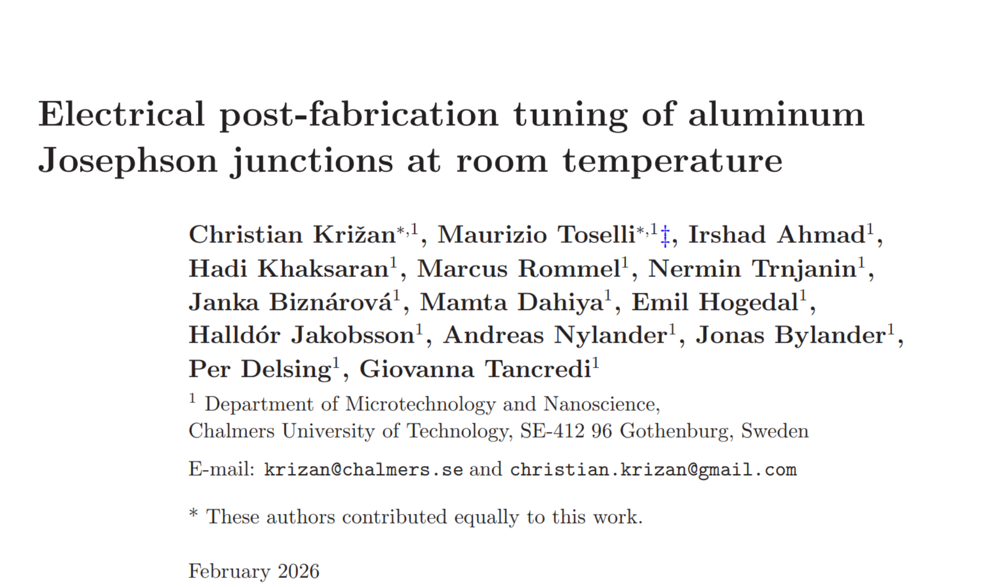 Electrical post-fabrication tuning of aluminum
Josephson junctions at room temperature
Christian Križan*,1, Maurizio Toselli*,1‡, Irshad Ahmad1,
Hadi Khaksaran1, Marcus Rommel1, Nermin Trnjanin1,
Janka Biznárová1, Mamta Dahiya1, Emil Hogedal1,
Halldór Jakobsson1, Andreas Nylander1, Jonas Bylander1,
Per Delsing1, Giovanna Tancredi1
1 Department of Microtechnology and Nanoscience,
Chalmers University of Technology, SE-412 96 Gothenburg, Sweden
E-mail: krizan@chalmers.se and christian.krizan@gmail.com
* These authors contributed equally to this work.
February 2026